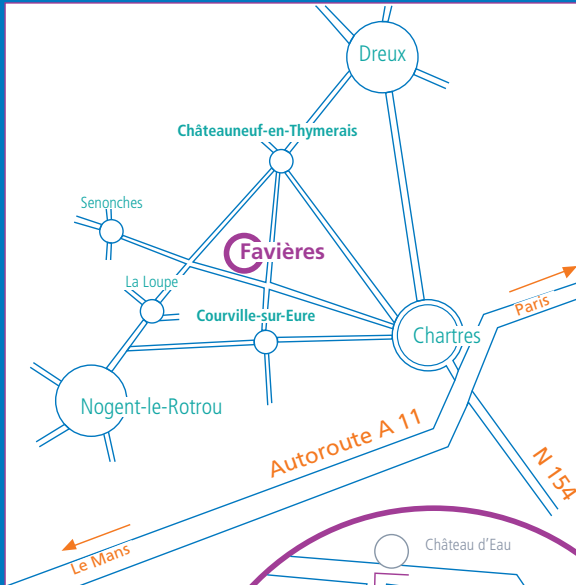 Dreux
Châteauneuf-en-Thymerais
Senonches
Favières
La Loupe
Paris
Courville-sur-Eure
Chartres
Nogent-le-Rotrou
Autoroute A 11
N 154
Le Mans
Château d'Eau